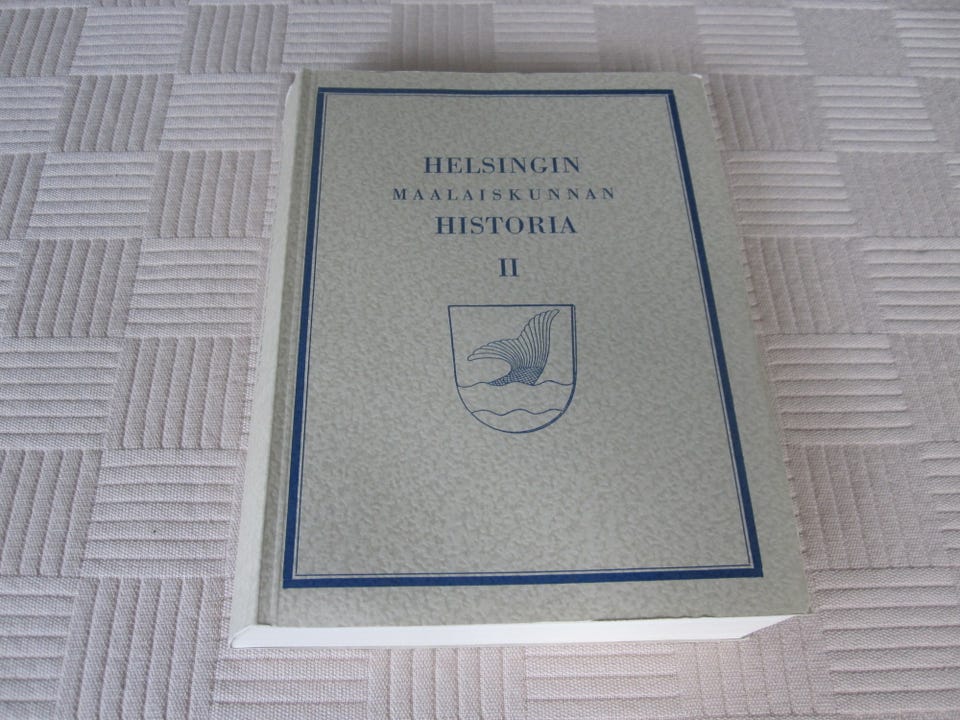 HELSINGIN
MAALAISKUNNAN
HISTORIA
II